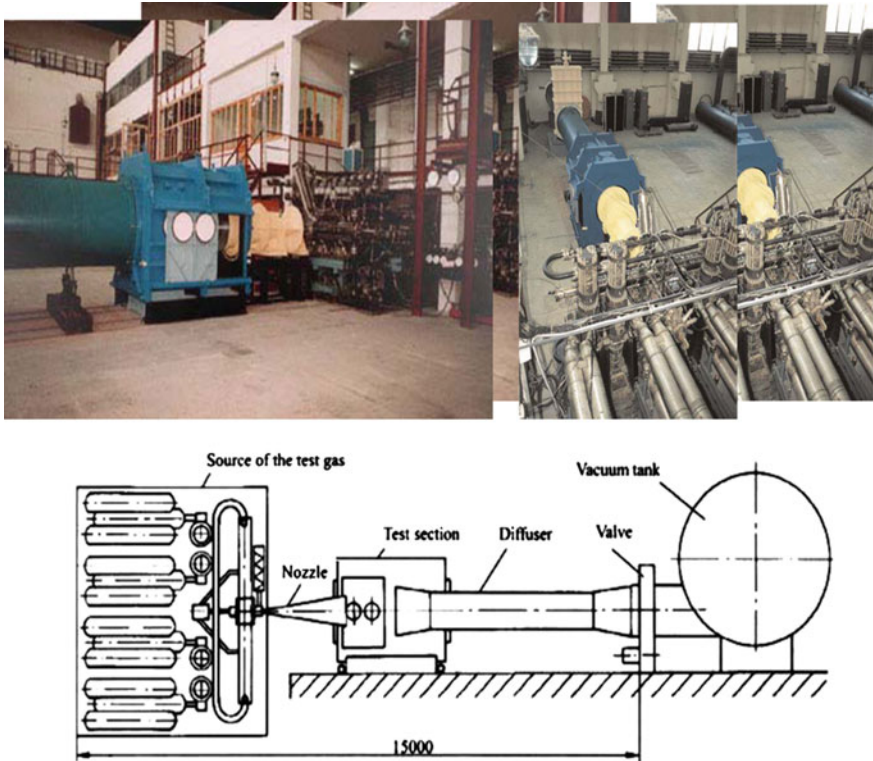 Source of the test gas
Vacuum tank
Test section
Diffuser
Valve
Nozzle
15000